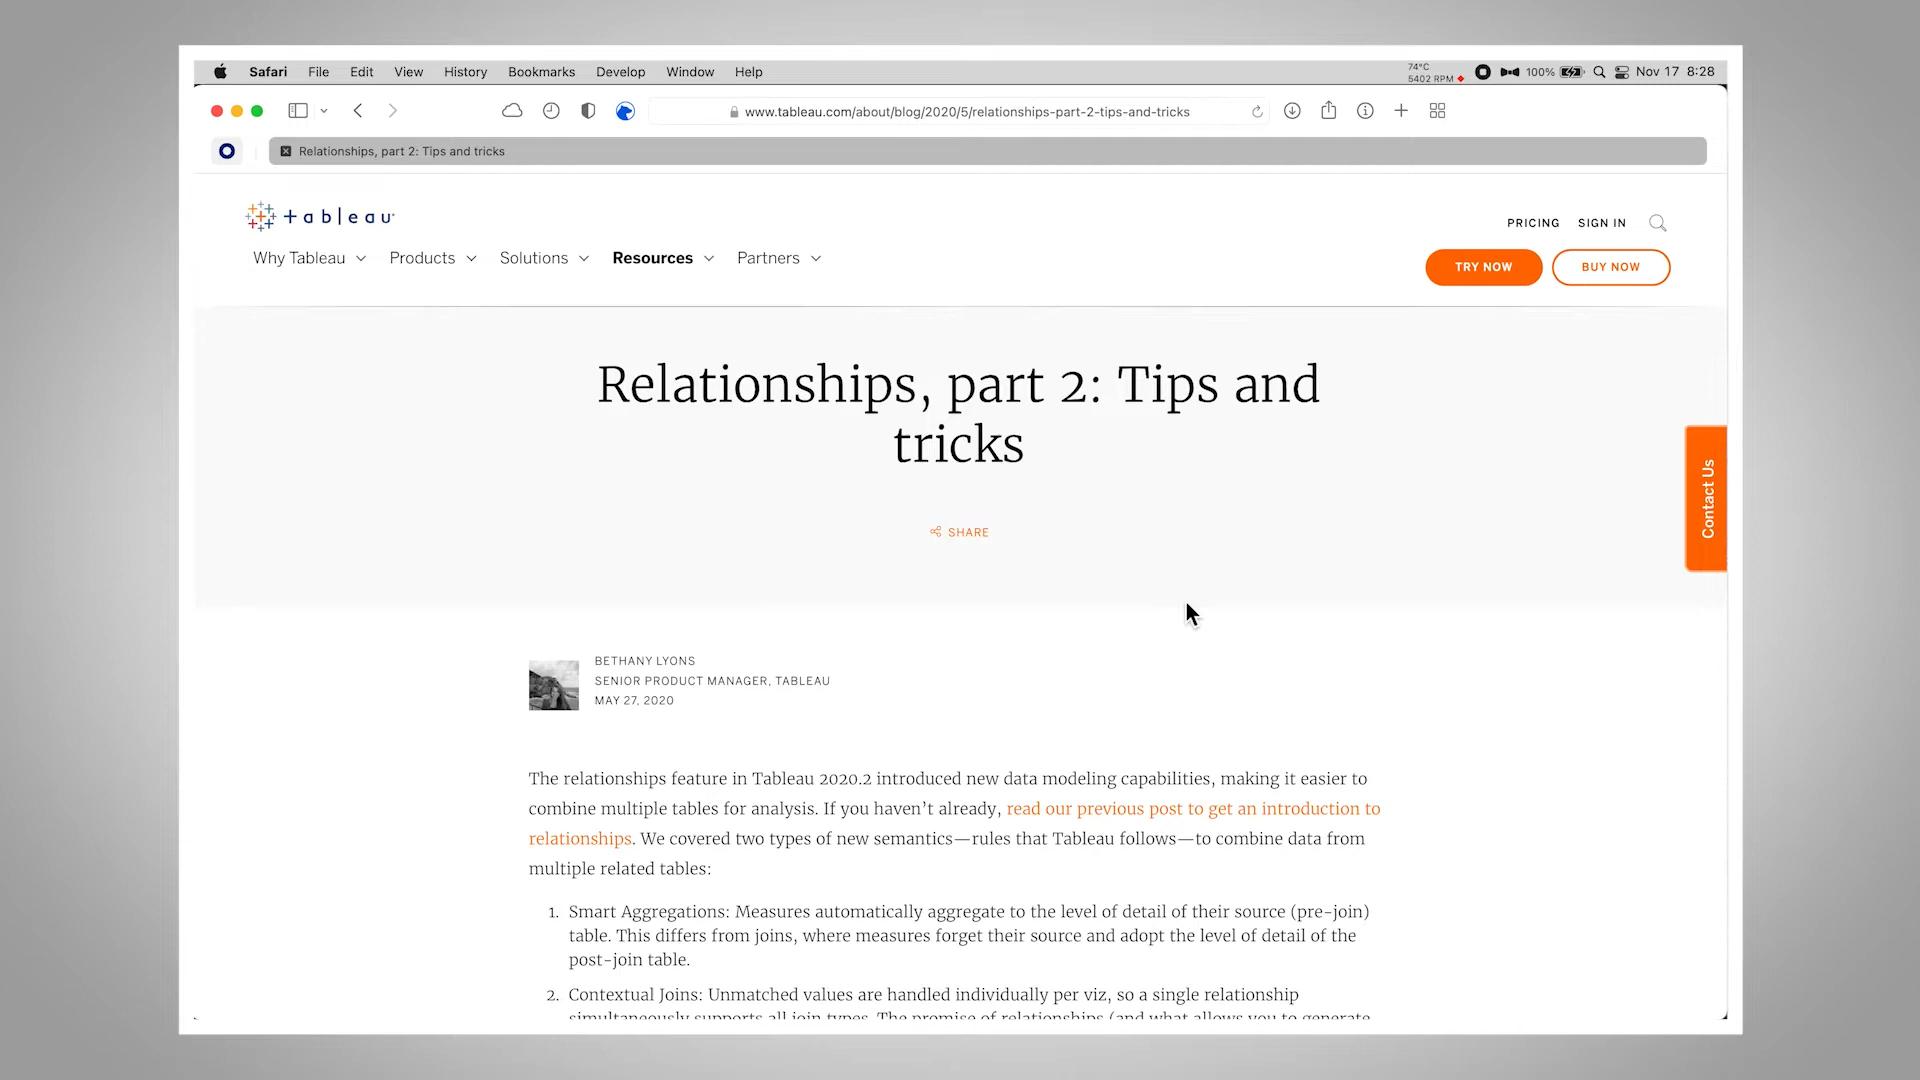 Safari File Edit View History Bookmarks Develop Window Help
74°C
5402 RPM
100% Nov 17 8:28
www.tableau.com/about/blog/2020/5/relationships-part-2-tips-and-tricks
Relationships, part 2: Tips and tricks
+ableau
PRICING SIGN IN
Why Tableau Products Solutions Resources Partners
TRY NOW BUY NOW
Relationships, part 2: Tips and
tricks
Contact Us
SHARE
BETHANY LYONS
SENIOR PRODUCT MANAGER, TABLEAU
MAY 27, 2020
The relationships feature in Tableau 2020.2 introduced new data modeling capabilities, making it easier to
combine multiple tables for analysis. If you haven’t already, read our previous post to get an introduction to
relationships. We covered two types of new semantics—rules that Tableau follows—to combine data from
multiple related tables:
1. Smart Aggregations: Measures automatically aggregate to the level of detail of their source (pre-join)
table. This differs from joins, where measures forget their source and adopt the level of detail of the
post-join table.
2. Contextual Joins: Unmatched values are handled individually per viz, so a single relationship
simultaneously supports all join types. The promise of relationships (and what allows you to generate